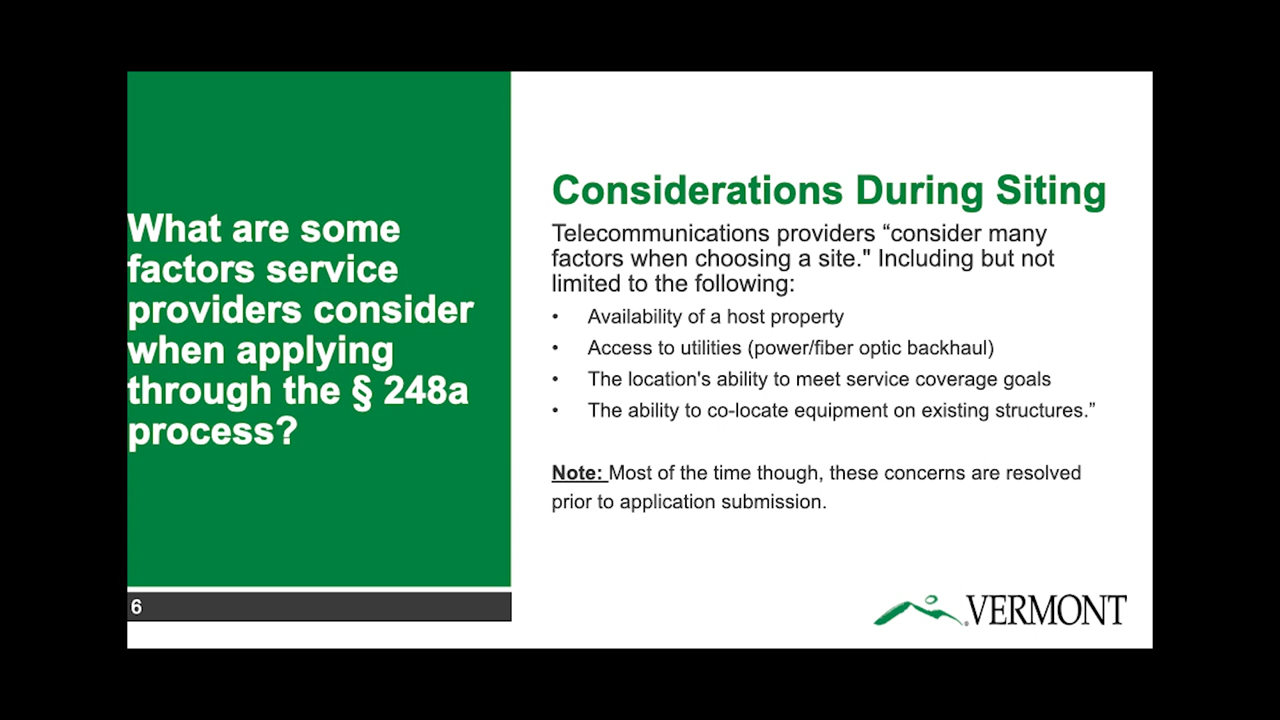 What are some
factors service
providers consider
when applying
through the § 248a
process?
6
Considerations During Siting
Telecommunications providers “consider many
factors when choosing a site." Including but not
limited to the following:
• Availability of a host property
• Access to utilities (power/fiber optic backhaul)
• The location's ability to meet service coverage goals
• The ability to co-locate equipment on existing structures.”
Note: Most of the time though, these concerns are resolved
prior to application submission.
VERMONT